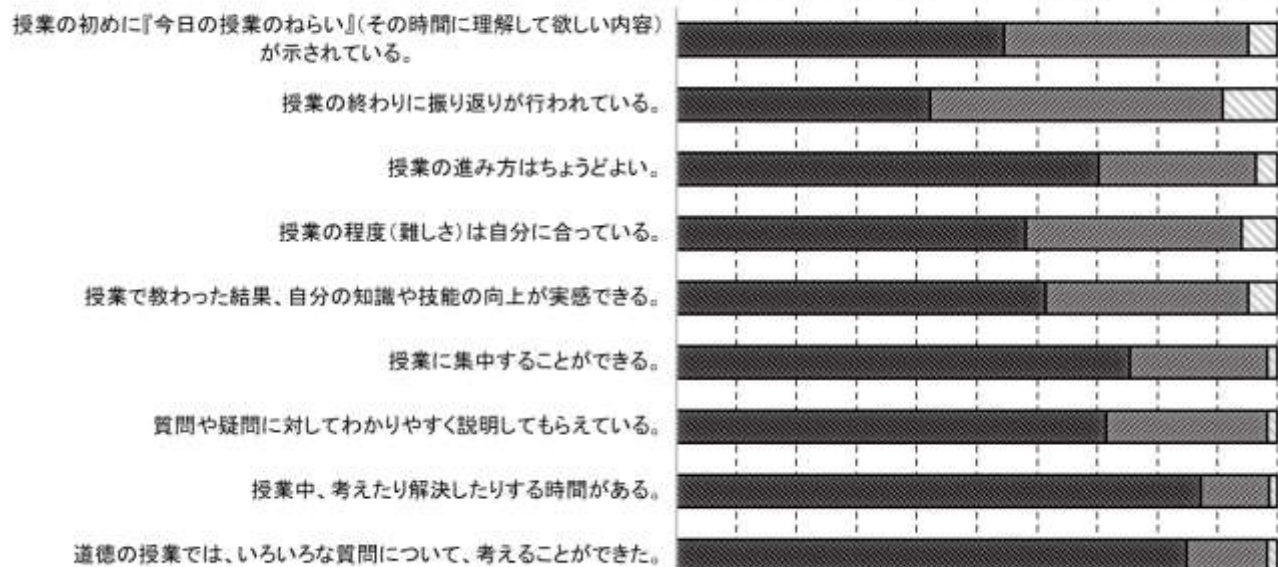 授業の初めに『今日の授業のねらい』(その時間に理解して欲しい内容)
が示されている。
授業の終わりに振り返りが行われている。
授業の進み方はちょうどよい。
授業の程度(難しさ)は自分に合っている。
授業で教わった結果、自分の知識や技能の向上が実感できる。
授業に集中することができる。
質問や疑問に対してわかりやすく説明してもらえている。
授業中、考えたり解決したりする時間がある。
道徳の授業では、いろいろな質問について、考えることができた。